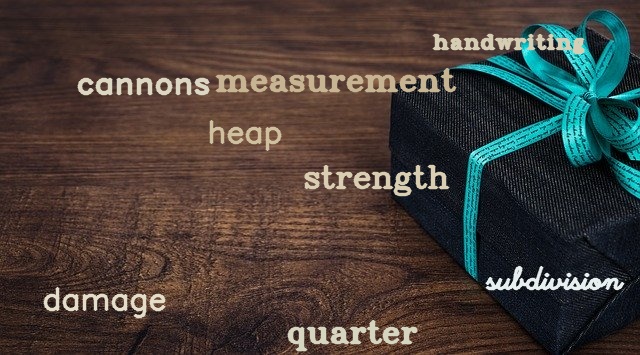 handwriting
cannons measurement
heap
strength
subdivision
damage
quarter